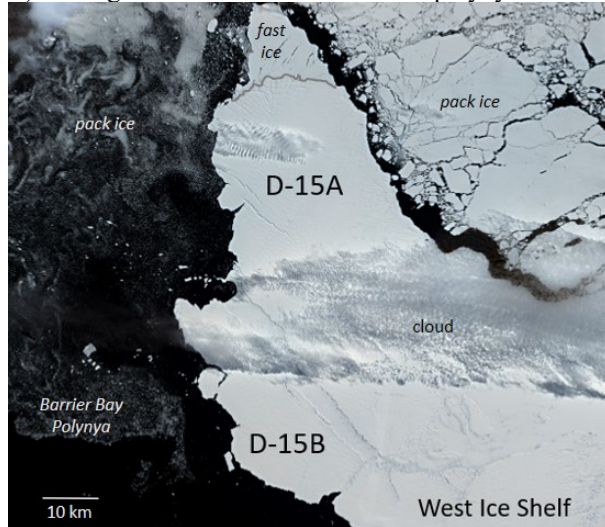 fast
ice
pack ice
pack ice
D-15A
cloud
Barrier Bay
Polynya
D-15B
10 km
West Ice Shelf